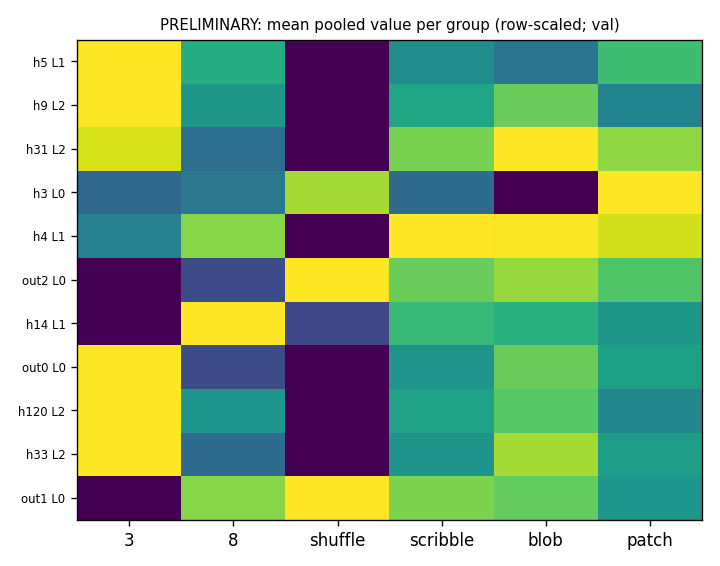 PRELIMINARY: mean pooled value per group (row-scaled; val)
h5 L1
h9 L2
h31 L2
h3 L0
h4 L1
out2 L0
h14 L1
out0 L0
h120 L2
h33 L2
out1 L0
3 8 shuffle scribble blob patch